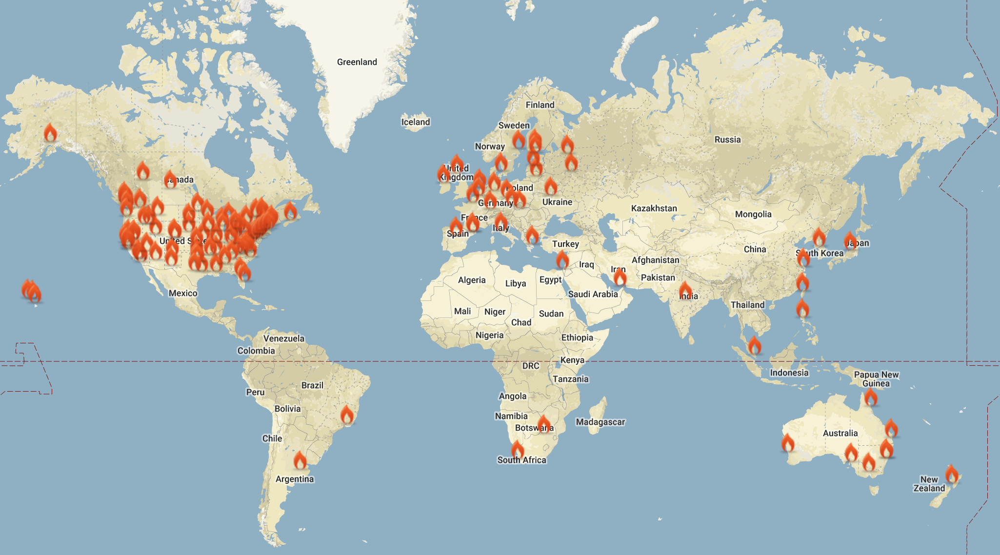 Greenland
Iceland
Finland
Sweden
Norway
Russia
United
Kingdom
Canada
Poland
Germany
Ukraine
Kazakhstan
Mongolia
France
Italy
Spain
United States
Turkey
Japan
China
South Korea
Iraq
Afghanistan
Iran
Pakistan
Algeria
Libya
Egypt
Mexico
Saudi Arabia
India
Thailand
Mali
Niger
Sudan
Chad
Nigeria
Ethiopia
Venezuela
Colombia
Kenya
DRC
Indonesia
Tanzania
Papua New
Guinea
Brazil
Peru
Angola
Bolivia
Namibia
Madagascar
Botswana
Australia
Chile
South Africa
Argentina
New
Zealand